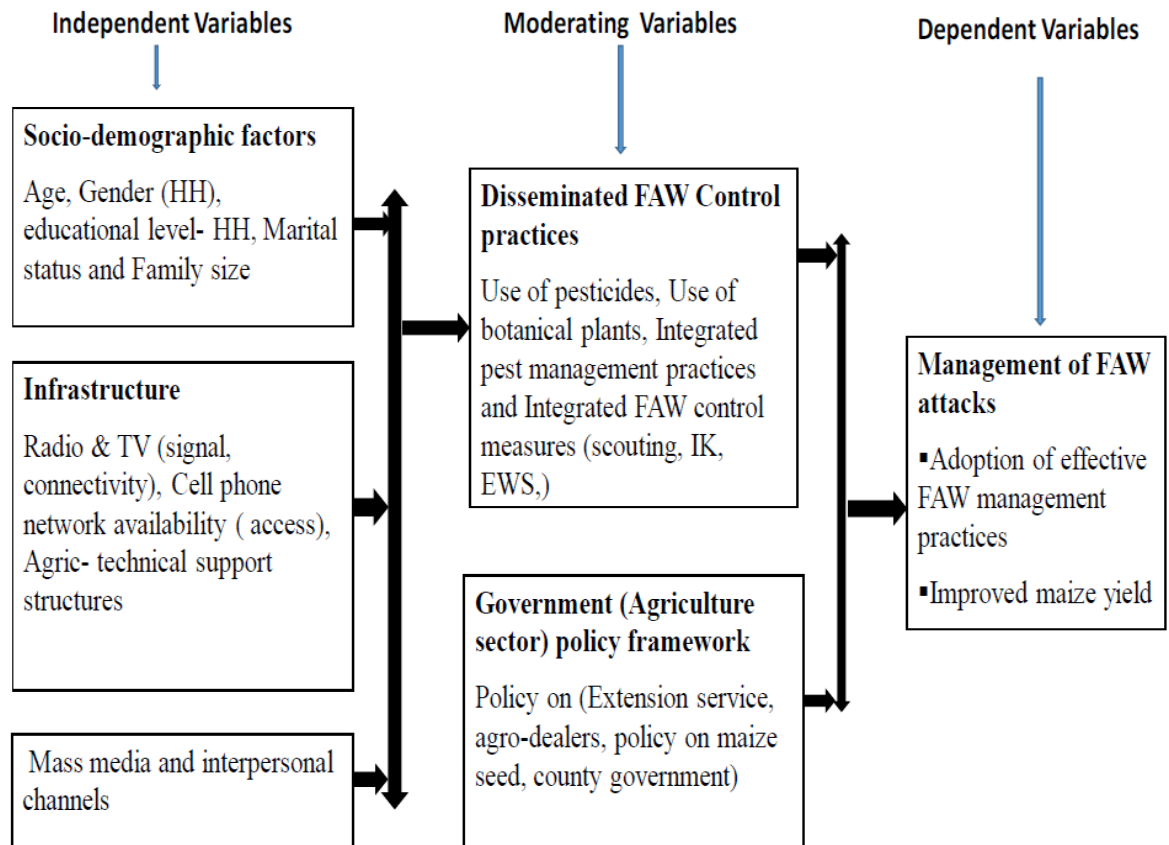 Independent Variables
Socio-demographic factors
Age, Gender (HH),
educational level- HH, Marital
status and Family size
Infrastructure
Radio & TV (signal,
connectivity), Cell phone
network availability ( access),
Agric- technical support
structures
Mass media and interpersonal
channels
Moderating Variables
Disseminated FAW Control
practices
Use of pesticides, Use of
botanical plants, Integrated
pest management practices
and Integrated FAW control
measures (scouting, IK,
EWS,)
Government (Agriculture
sector) policy framework
Policy on (Extension service,
agro-dealers, policy on maize
seed, county government)
Dependent Variables
Management of FAW
attacks
▪Adoption of effective
FAW management
practices
▪Improved maize yield